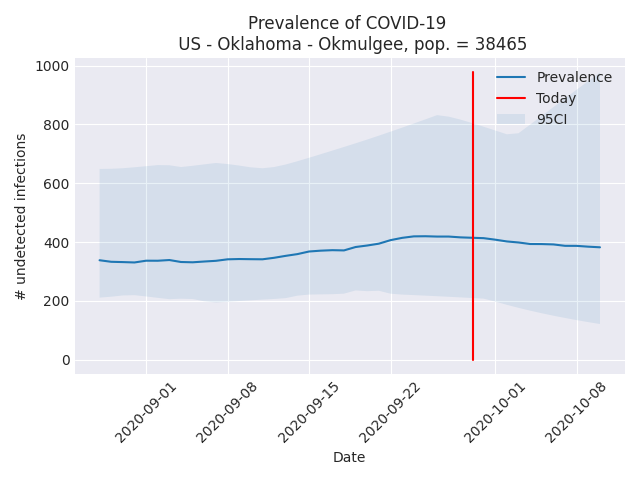 Prevalence of COVID-19
US - Oklahoma - Okmulgee, pop. = 38465
Prevalence
Today
95CI
# undetected infections
1000
800
600
400
200
0
2020-09-01
2020-09-08
2020-09-15
2020-09-22
2020-10-01
2020-10-08
Date